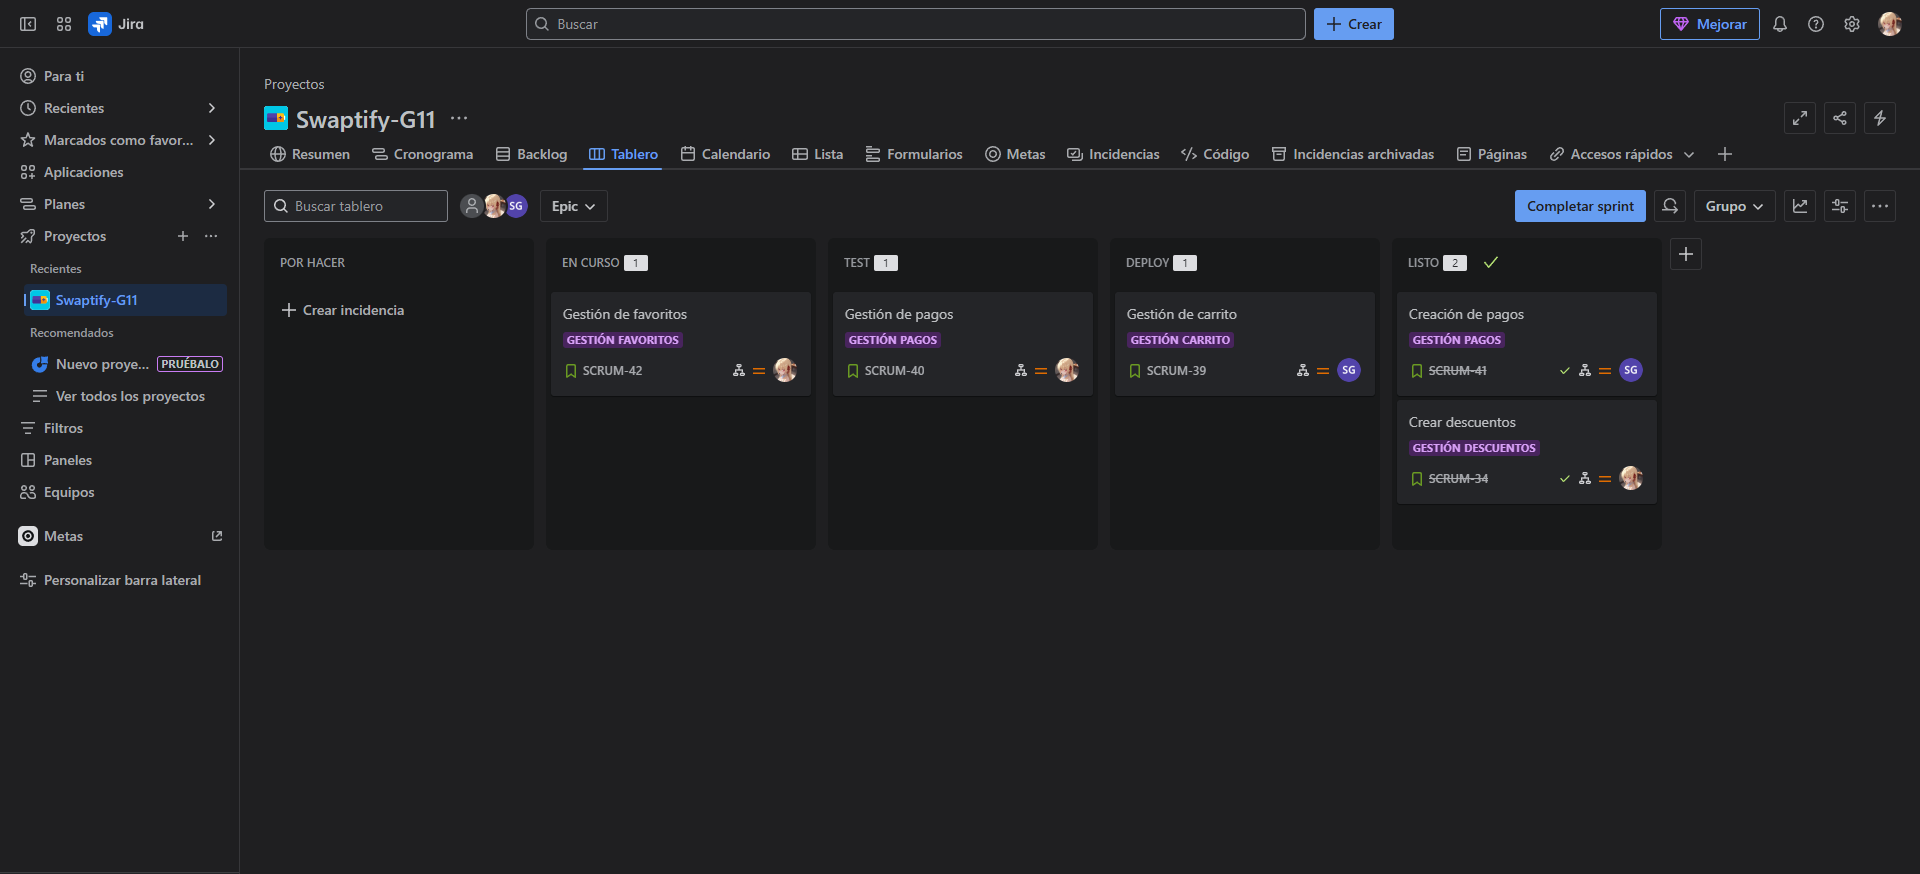 Jira
Buscar
Crear
Mejorar
Para ti
Recientes
Marcados como favor...
Aplicaciones
Planes
Proyectos
Recientes
Swaptify-G11
Recomendados
Nuevo proye... PRUÉBALO
Ver todos los proyectos
Filtros
Paneles
Equipos
Metas
Personalizar barra lateral
Proyectos
Swaptify-G11
Resumen Cronograma Backlog Tablero Calendario Lista Formularios Metas Incidencias Código Incidencias archivadas Páginas Accesos rápidos
Buscar tablero SG Epic Completar sprint Grupo
POR HACER
Crear incidencia
EN CURSO 1
Gestión de favoritos
GESTIÓN FAVORITOS
SCRUM-42
TEST 1
Gestión de pagos
GESTIÓN PAGOS
SCRUM-40
DEPLOY 1
Gestión de carrito
GESTIÓN CARRITO
SCRUM-39 SG
LISTO 2
Creación de pagos
GESTIÓN PAGOS
SCRUM-41 SG
Crear descuentos
GESTIÓN DESCUENTOS
SCRUM-34